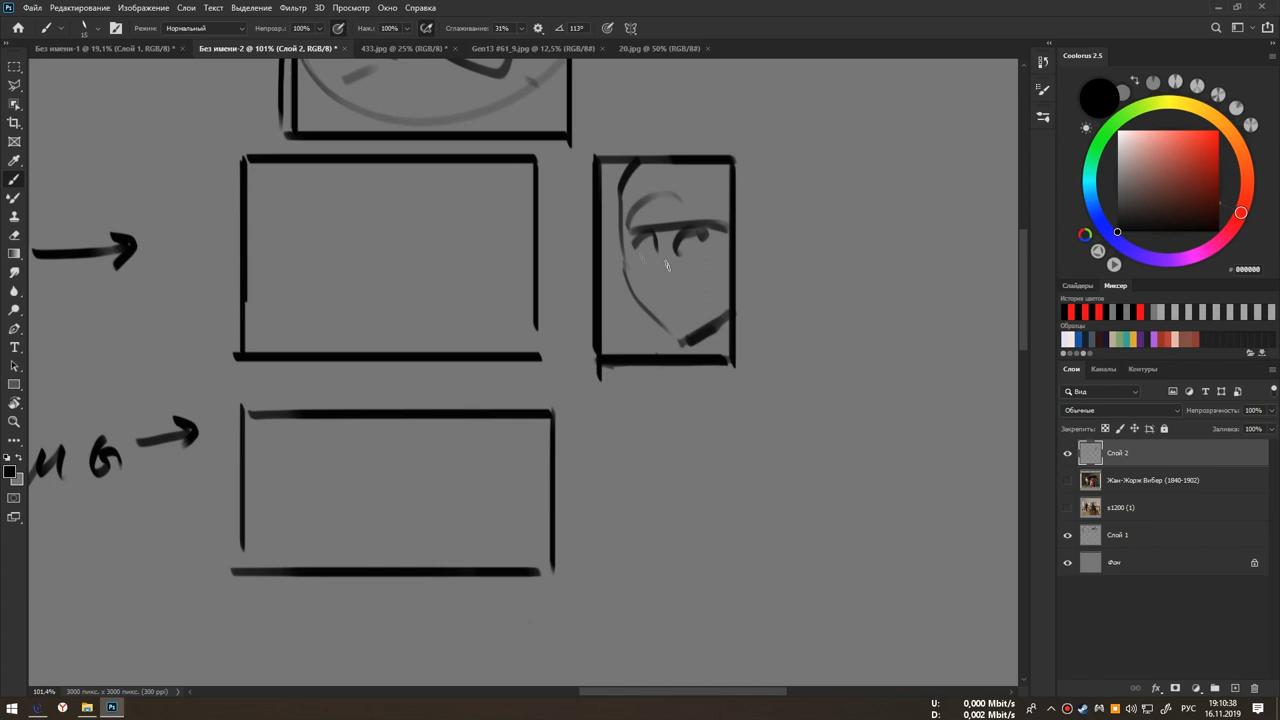 Файл Редактирование Изображение Слои Текст Выделение Фильтр 3D Просмотр Окно Справка
15 Режим: Нормальный Непрозр.: 100% Наж.: 100% Сглаживание: 31% 113°
Без имени-1 @ 19,1% (Слой 1, RGB/8) * × Без имени-2 @ 101% (Слой 2, RGB/8) * × 433.jpg @ 25% (RGB/8) * × Gen13 #61_9.jpg @ 12,5% (RGB/8#) × 20.jpg @ 50% (RGB/8#) ×
Coolorus 2.5
# 000000
Слайдеры Миксер
История цветов
Образцы
Слои Каналы Контуры
Вид
Обычные Непрозрачность: 100%
Закрепить: Заливка: 100%
Слой 2
Жан-Жорж Вибер (1840-1902)
s1200 (1)
Слой 1
Фон
мб
101,4% 3000 пикс. x 3000 пикс. (300 ppi)
U: 0,000 Mbit/s
D: 0,002 Mbit/s
РУС
19:10:38
16.11.2019